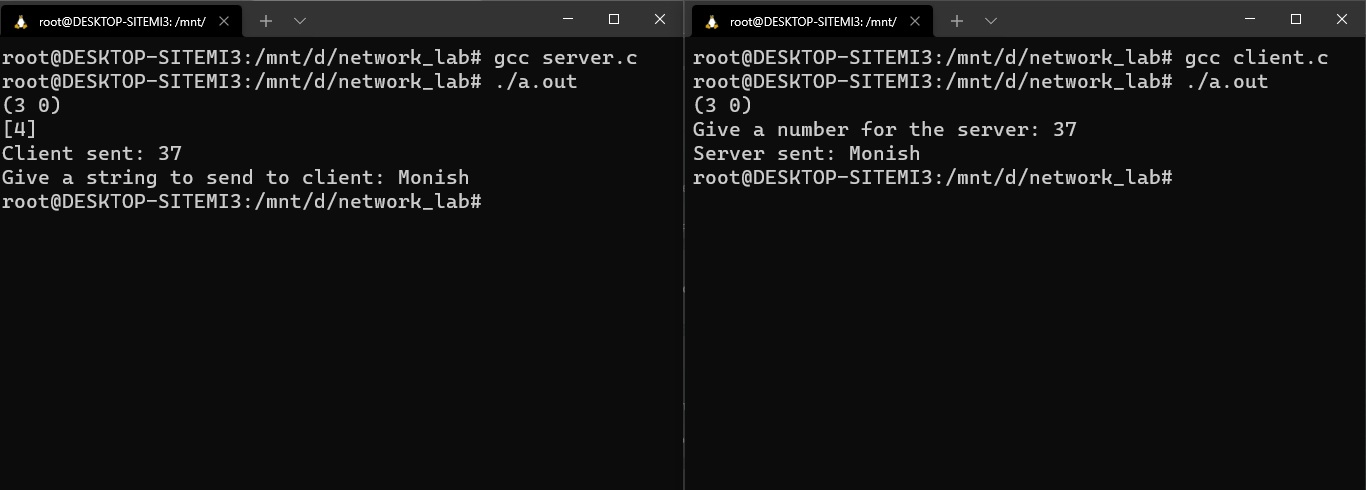 root@DESKTOP-SITEMI3: /mnt/
root@DESKTOP-SITEMI3:/mnt/d/network_lab# gcc server.c
root@DESKTOP-SITEMI3:/mnt/d/network_lab# ./a.out
(3 0)
[4]
Client sent: 37
Give a string to send to client: Monish
root@DESKTOP-SITEMI3:/mnt/d/network_lab#
root@DESKTOP-SITEMI3: /mnt/
root@DESKTOP-SITEMI3:/mnt/d/network_lab# gcc client.c
root@DESKTOP-SITEMI3:/mnt/d/network_lab# ./a.out
(3 0)
Give a number for the server: 37
Server sent: Monish
root@DESKTOP-SITEMI3:/mnt/d/network_lab#